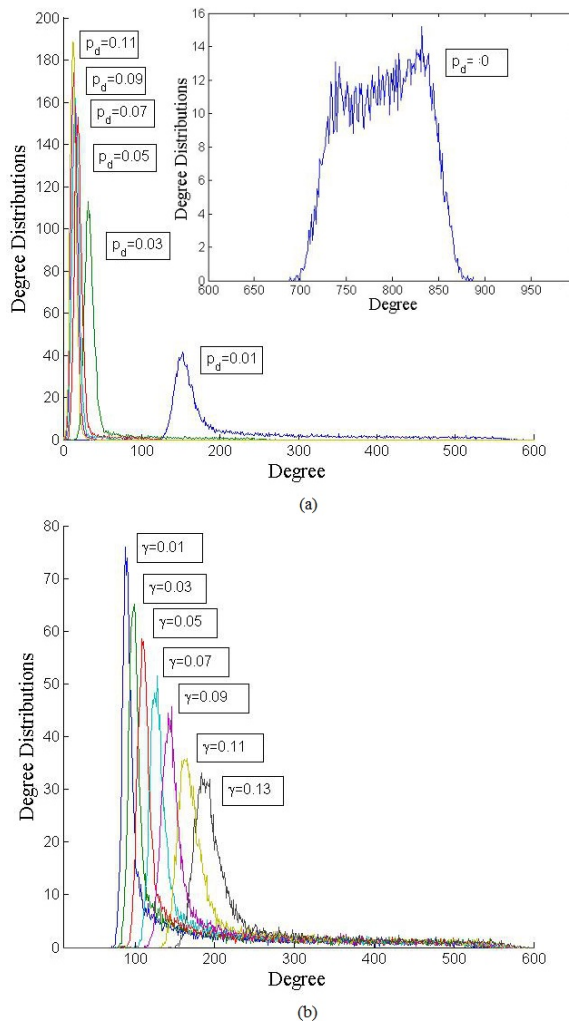 200
180
160
140
120
100
80
60
40
20
0
Degree Distributions
p_d=0.11
p_d=0.09
p_d=0.07
p_d=0.05
p_d=0.03
p_d=0.01
0 100 200 300 400 500 600
Degree
16
14
12
10
8
6
4
2
0
Degree Distributions
p_d= :0
600 650 700 750 800 850 900 950
Degree
(a)
80
70
60
50
40
30
20
10
0
Degree Distributions
γ=0.01
γ=0.03
γ=0.05
γ=0.07
γ=0.09
γ=0.11
γ=0.13
100 200 300 400 500 600
Degree
(b)